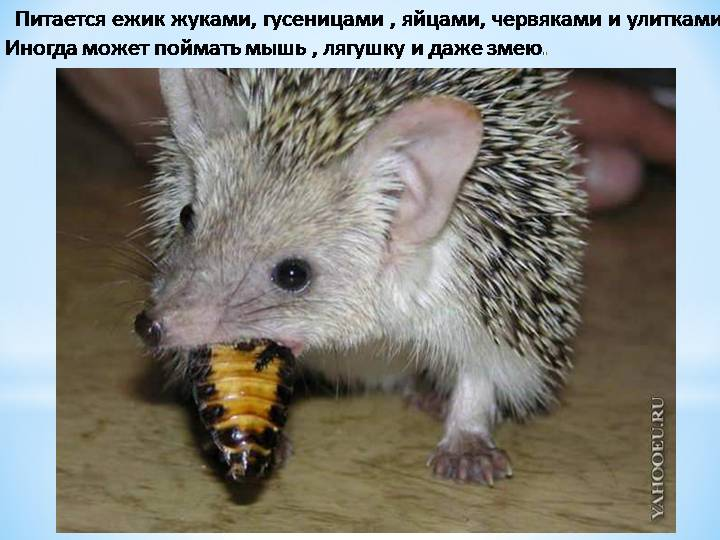 Питается ежик жуками, гусеницами , яйцами, червяками и улитками
Иногда может поймать мышь , лягушку и даже змею.
YAHOOEU.RU